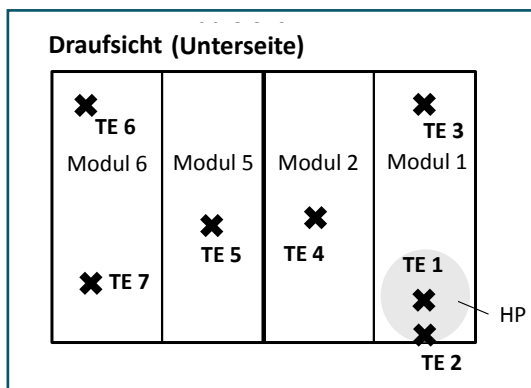 Draufsicht (Unterseite)
TE 6
TE 3
Modul 6
Modul 5
Modul 2
Modul 1
TE 5
TE 4
TE 1
TE 7
HP
TE 2